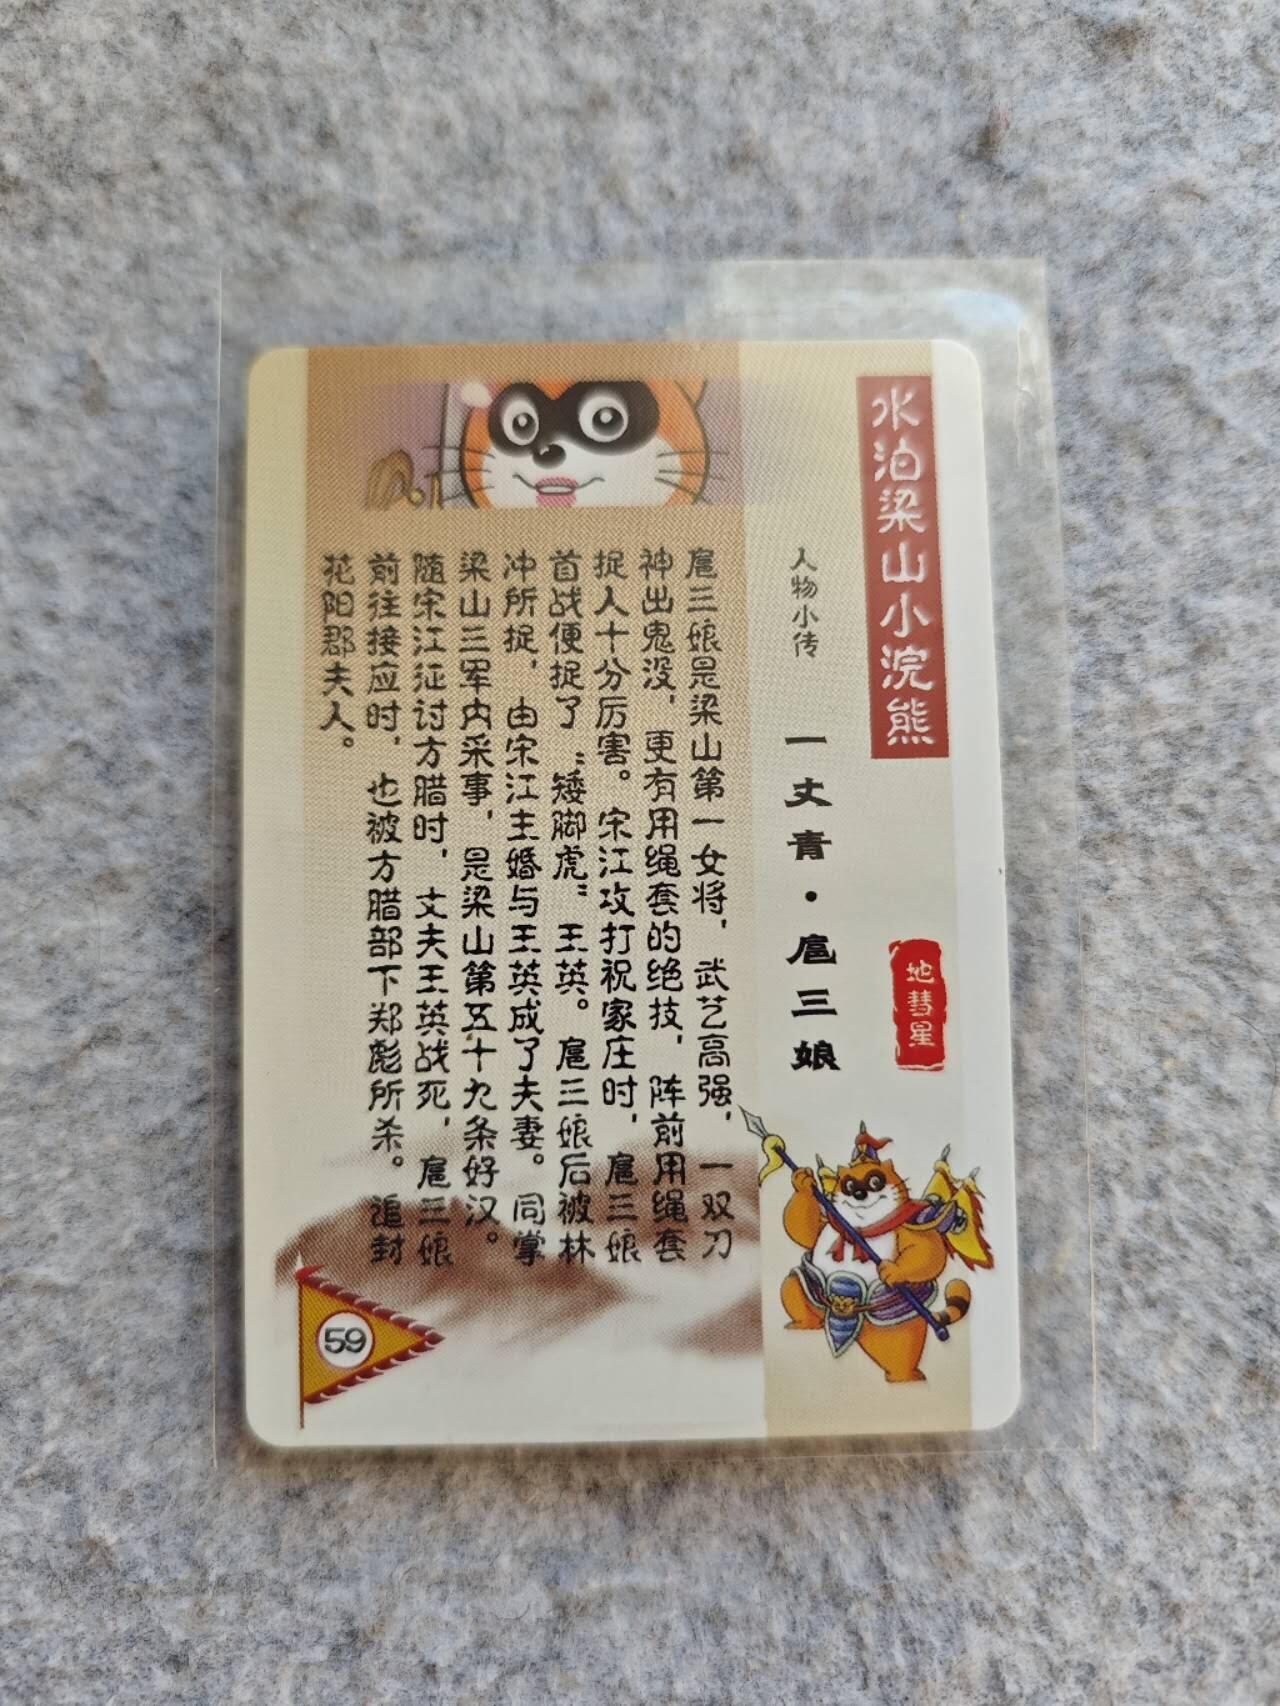 水泊梁山小浣熊
地彗星
人物小传
一丈青·扈三娘
扈三娘是梁山第一女将，武艺高强，一双刀
神出鬼没，更有用绳套的绝技，阵前用绳套
捉人十分厉害。宋江攻打祝家庄时，扈三娘
首战便捉了“矮脚虎”王英。扈三娘后被林
冲所捉，由宋江主婚与王英成了夫妻。同掌
梁山三军内采事，是梁山第五十九条好汉。
随宋江征讨方腊时，丈夫王英战死，扈三娘
前往接应时，也被方腊部下郑彪所杀。追封
花阳郡夫人。
59